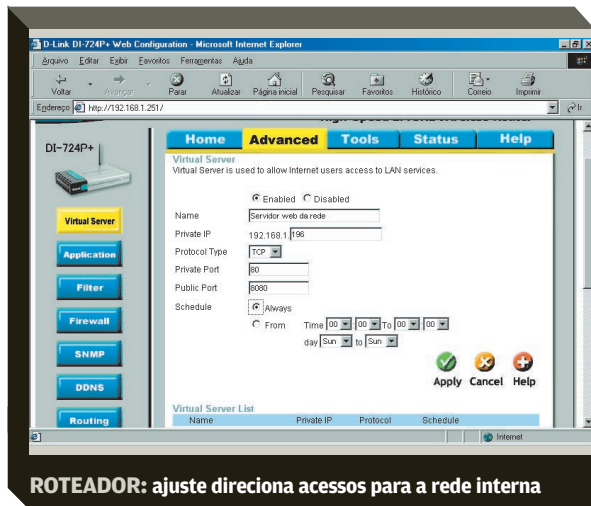 D-Link DI-724P+ Web Configuration - Microsoft Internet Explorer
Arquivo Editar Exibir Favoritos Ferramentas Ajuda
Voltar Avançar Parar Atualizar Página inicial Pesquisar Favoritos Histórico Correio Imprimir
Endereço http://192.168.1.251/ Ir
DI-724P+
Home Advanced Tools Status Help
Virtual Server
Virtual Server is used to allow Internet users access to LAN services.
Enabled Disabled
Name Servidor web da rede
Private IP 192.168.1.196
Protocol Type TCP
Private Port 80
Public Port 8080
Schedule Always
From Time 00 00 To 00 00
day Sun to Sun
Apply Cancel Help
Virtual Server List
Name Private IP Protocol Schedule
Virtual Server
Application
Filter
Firewall
SNMP
DDNS
Routing
Internet
ROTEADOR: ajuste direciona acessos para a rede interna